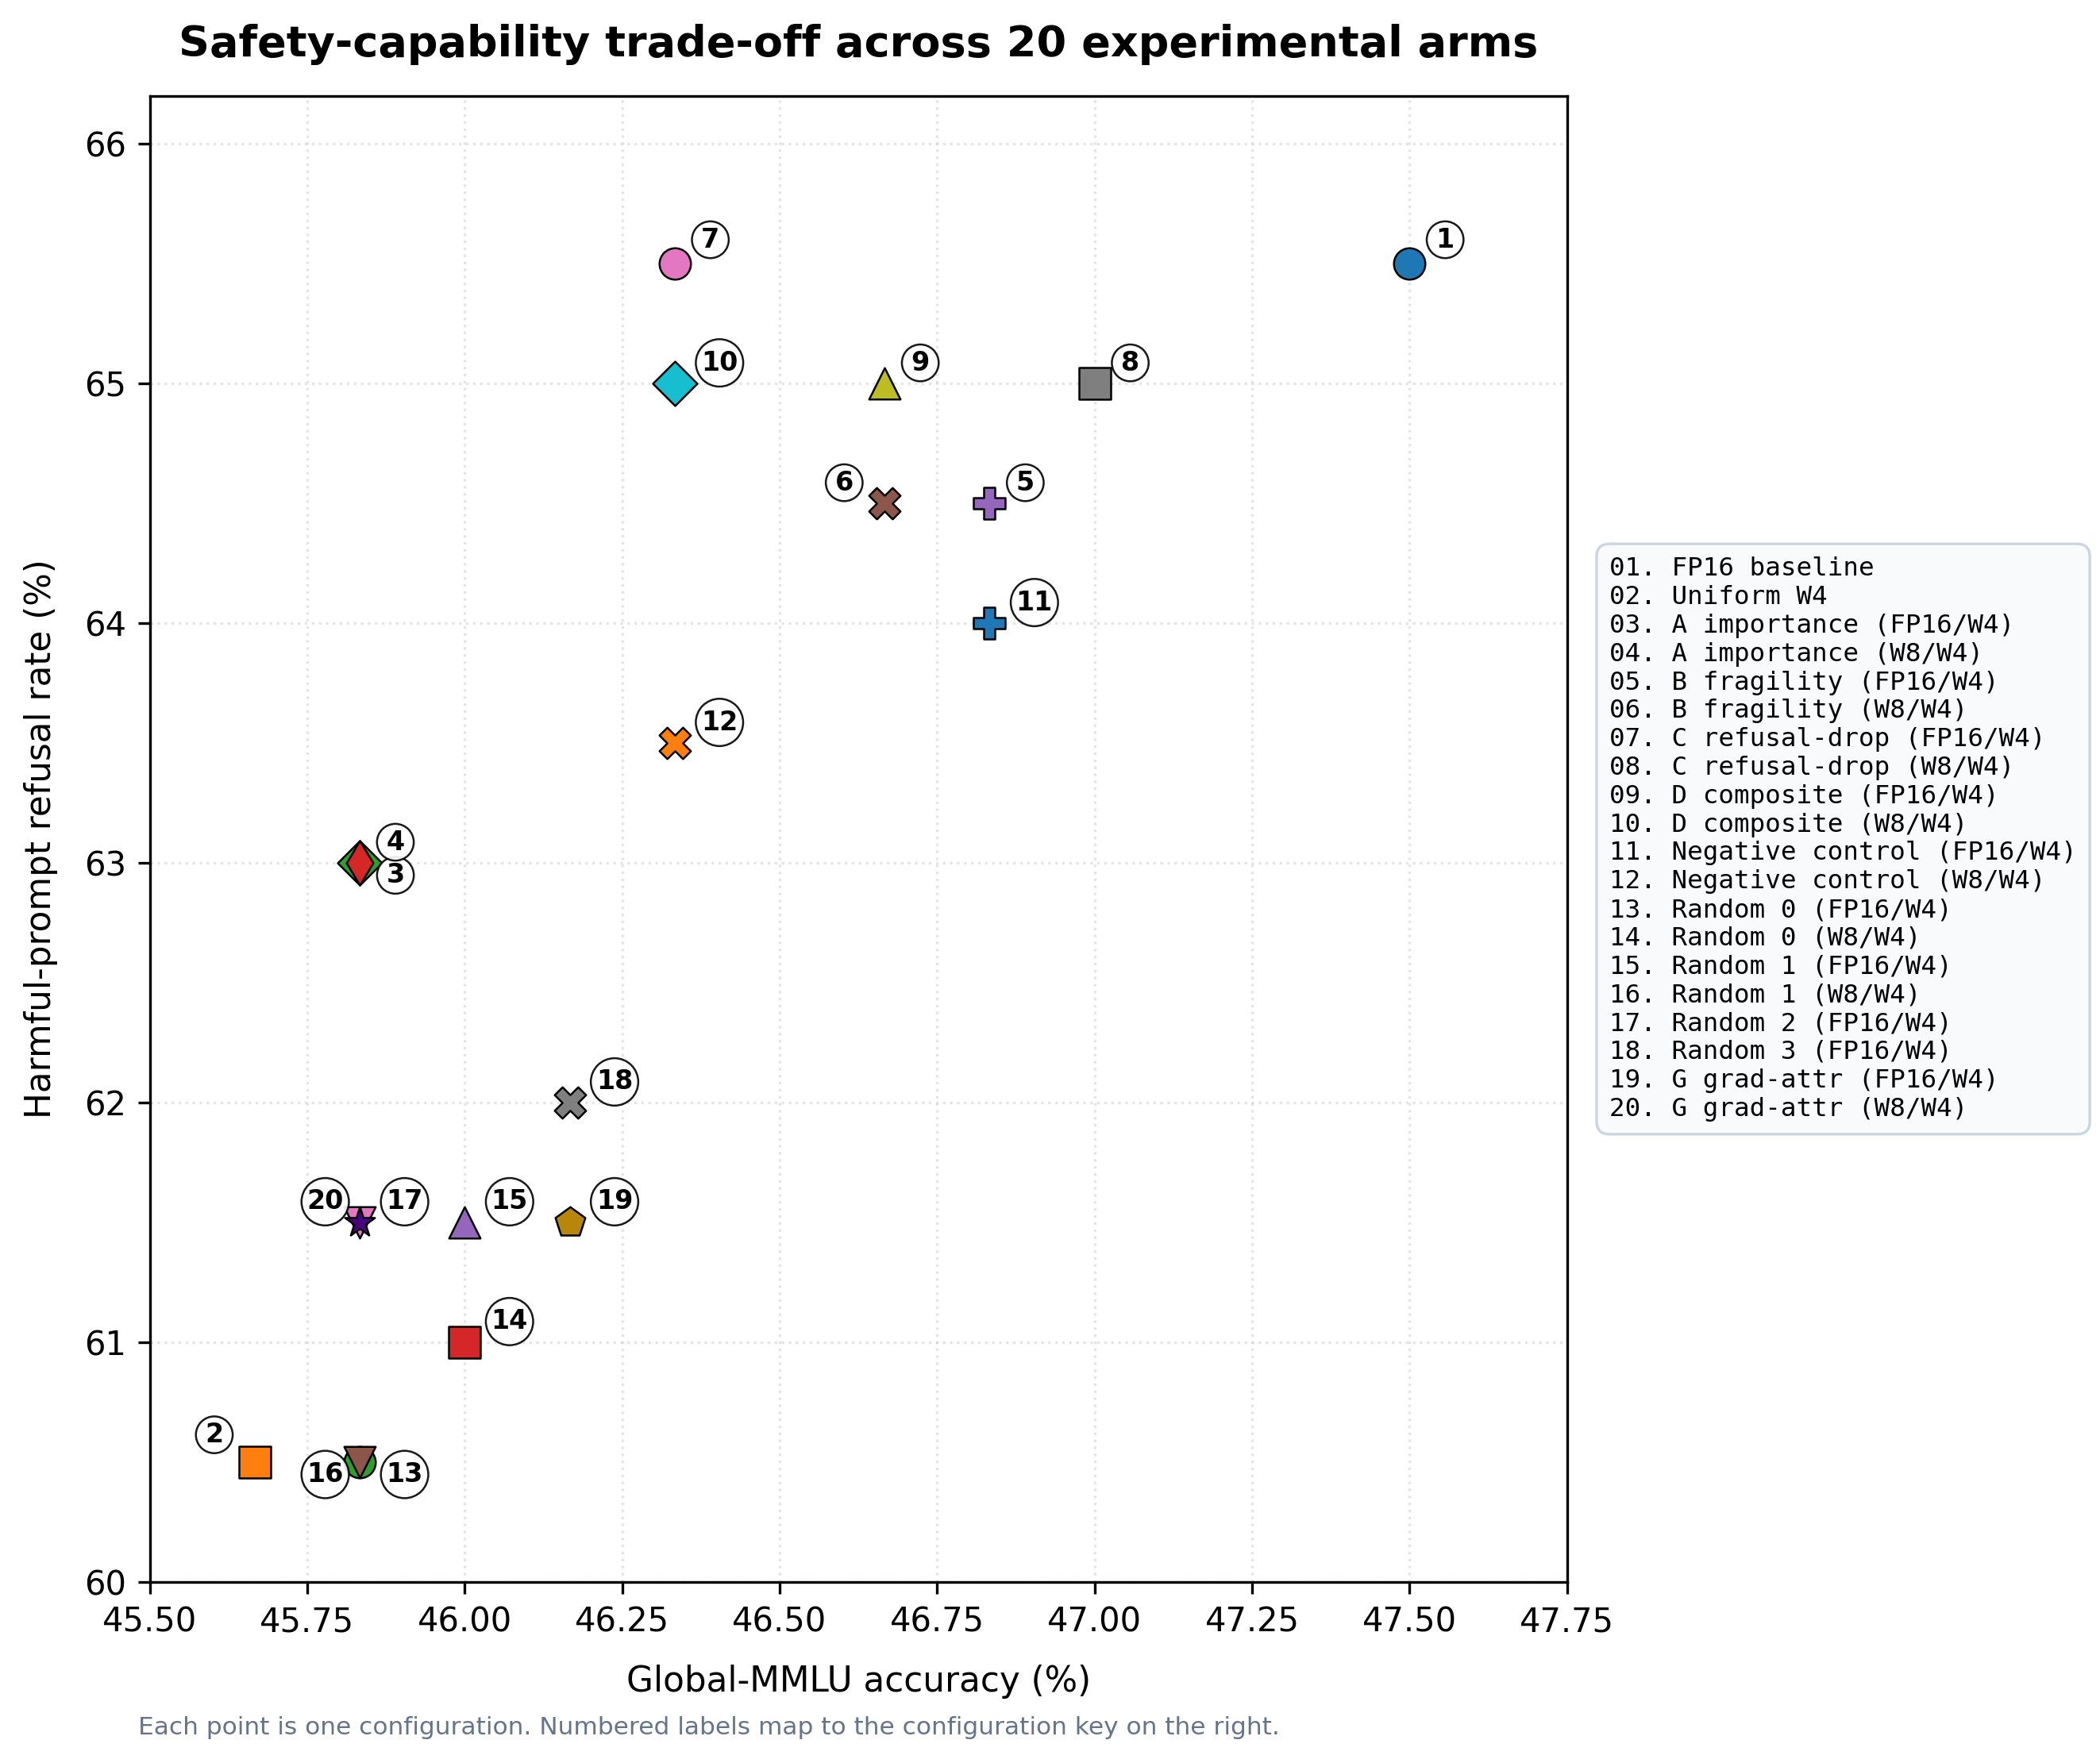 Safety-capability trade-off across 20 experimental arms
66
65
64
63
62
61
60
Harmful-prompt refusal rate (%)
7
1
10
9
8
6
5
11
12
4
3
18
20
17
15
19
14
2
16
13
45.50 45.75 46.00 46.25 46.50 46.75 47.00 47.25 47.50 47.75
Global-MMLU accuracy (%)
Each point is one configuration. Numbered labels map to the configuration key on the right.
01. FP16 baseline
02. Uniform W4
03. A importance (FP16/W4)
04. A importance (W8/W4)
05. B fragility (FP16/W4)
06. B fragility (W8/W4)
07. C refusal-drop (FP16/W4)
08. C refusal-drop (W8/W4)
09. D composite (FP16/W4)
10. D composite (W8/W4)
11. Negative control (FP16/W4)
12. Negative control (W8/W4)
13. Random 0 (FP16/W4)
14. Random 0 (W8/W4)
15. Random 1 (FP16/W4)
16. Random 1 (W8/W4)
17. Random 2 (FP16/W4)
18. Random 3 (FP16/W4)
19. G grad-attr (FP16/W4)
20. G grad-attr (W8/W4)